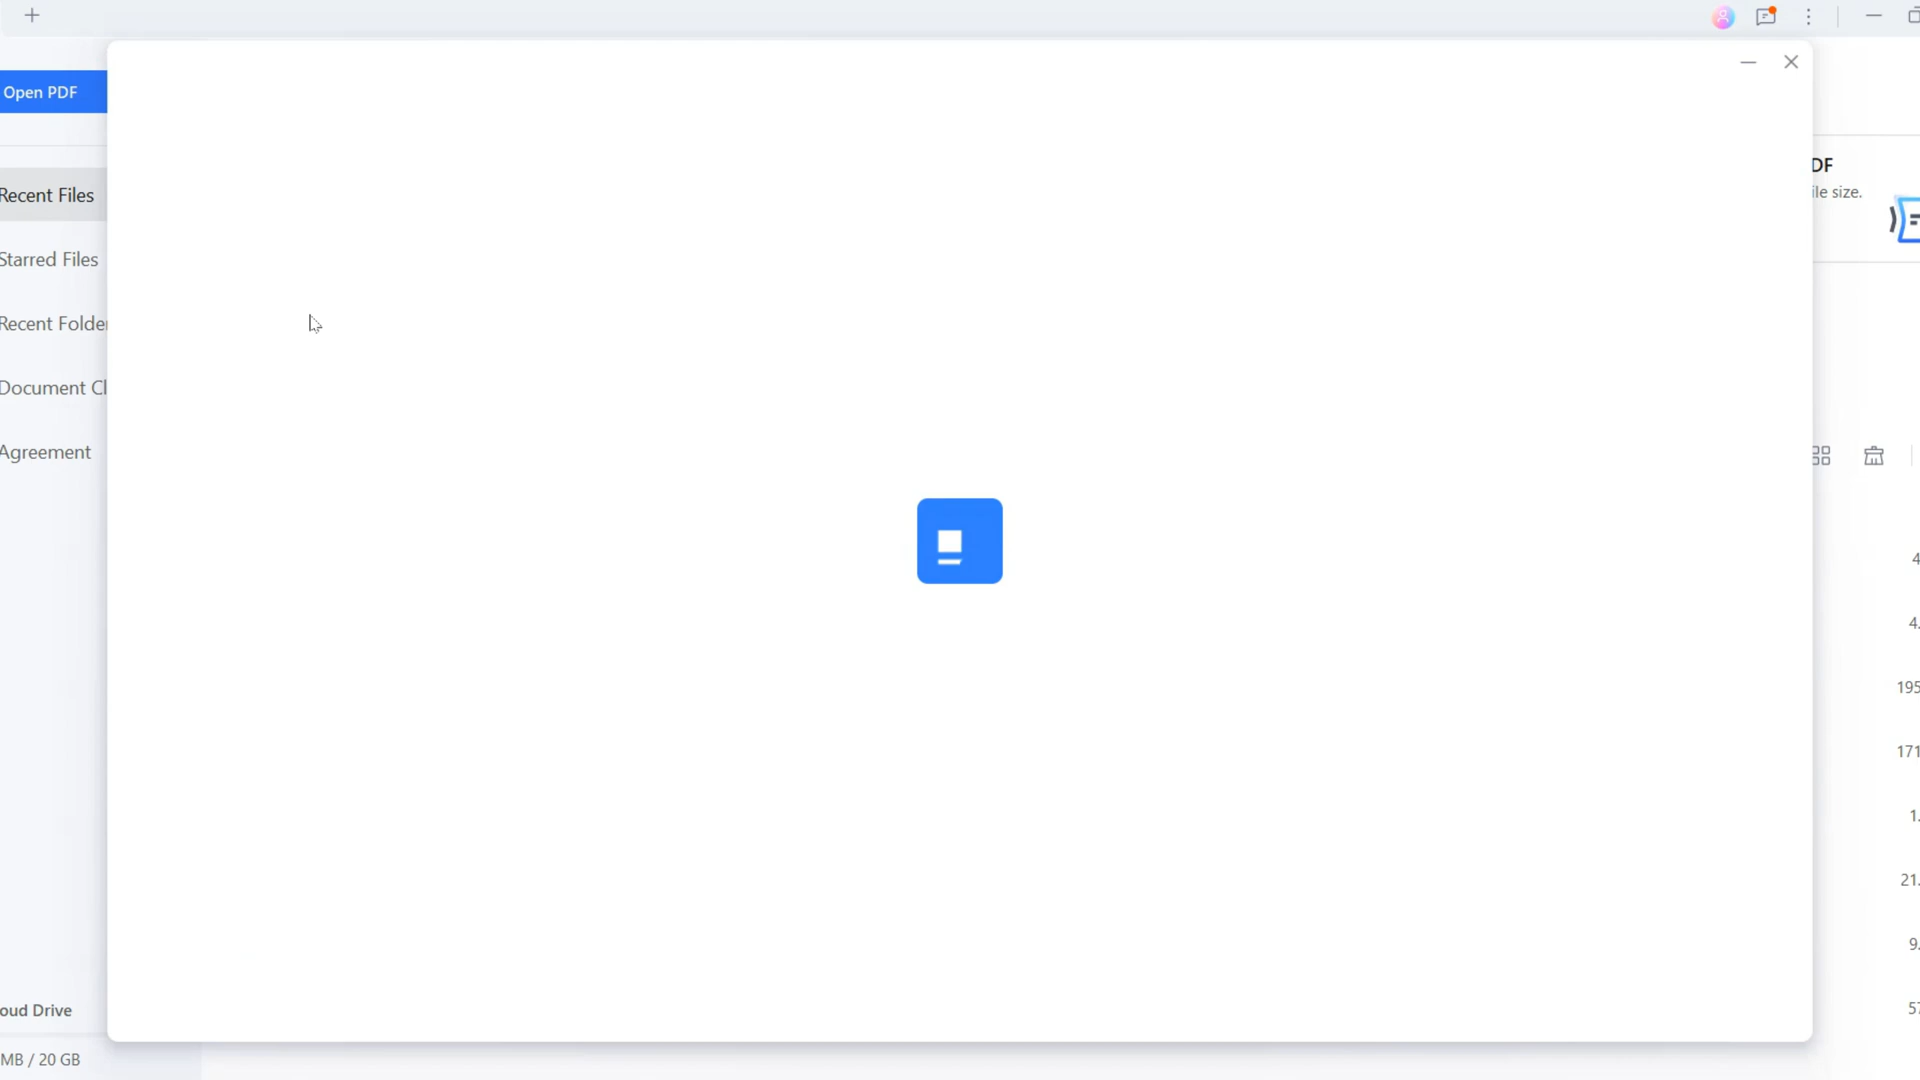 Open PDF
Recent Files
Starred Files
Recent Folder
Document Cl
Agreement
oud Drive
MB / 20 GB
DF
ile size.
4
4.
195
171
1.
21.
9.
57